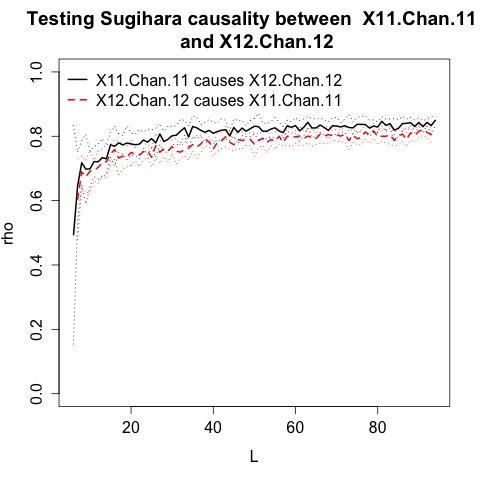 Testing Sugihara causality between  X11.Chan.11
and X12.Chan.12
X11.Chan.11 causes X12.Chan.12
X12.Chan.12 causes X11.Chan.11
1.0
0.8
0.6
0.4
0.2
0.0
rho
20 40 60 80
L